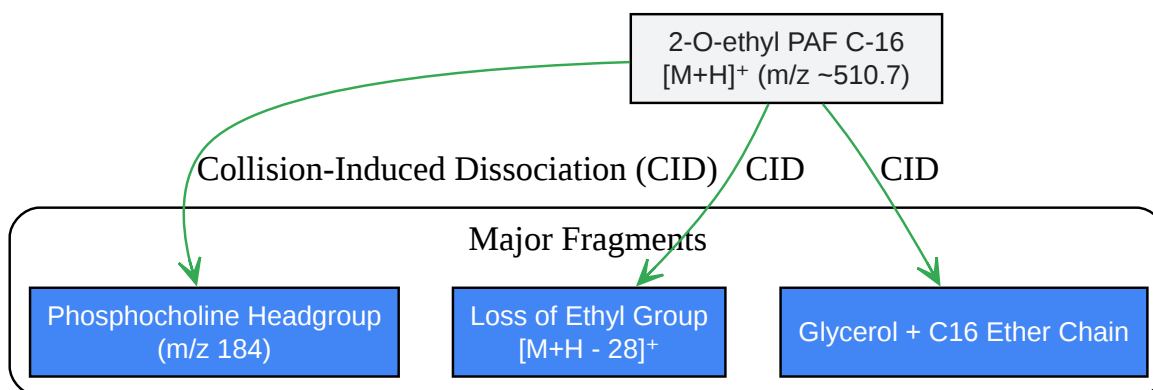 2-O-ethyl PAF C-16
[M+H]⁺ (m/z ~510.7)
Collision-Induced Dissociation (CID)
CID
CID
Major Fragments
Phosphocholine Headgroup
(m/z 184)
Loss of Ethyl Group
[M+H - 28]⁺
Glycerol + C16 Ether Chain